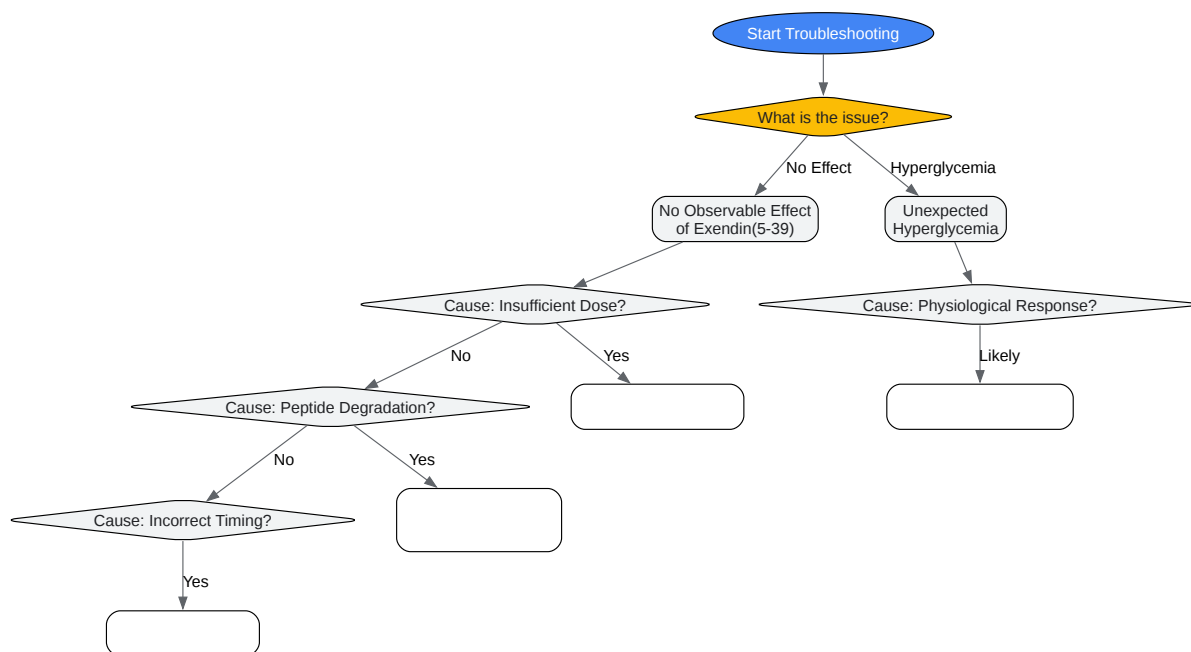 Start Troubleshooting
What is the issue?
No Effect
Hyperglycemia
No Observable Effect
of Exendin(5-39)
Unexpected
Hyperglycemia
Cause: Insufficient Dose?
Cause: Physiological Response?
No
Yes
Likely
Cause: Peptide Degradation?
No
Yes
Cause: Incorrect Timing?
Yes